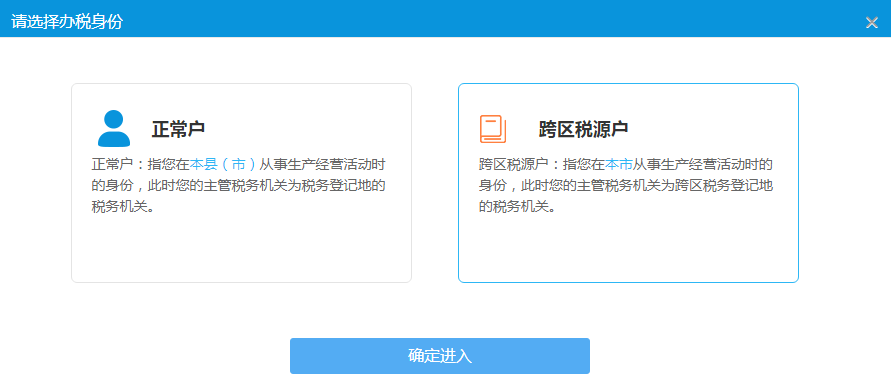 请选择办税身份
正常户
正常户：指您在本县（市）从事生产经营活动时
的身份，此时您的主管税务机关为税务登记地的
税务机关。
跨区税源户
跨区税源户：指您在本市从事生产经营活动时的
身份，此时您的主管税务机关为跨区税务登记地
的税务机关。
确定进入